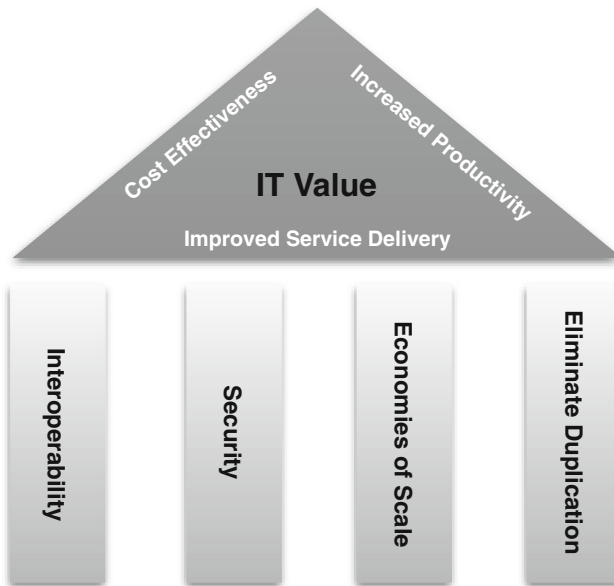 Cost Effectiveness
Increased Productivity
IT Value
Improved Service Delivery
Interoperability
Security
Economies of Scale
Eliminate Duplication